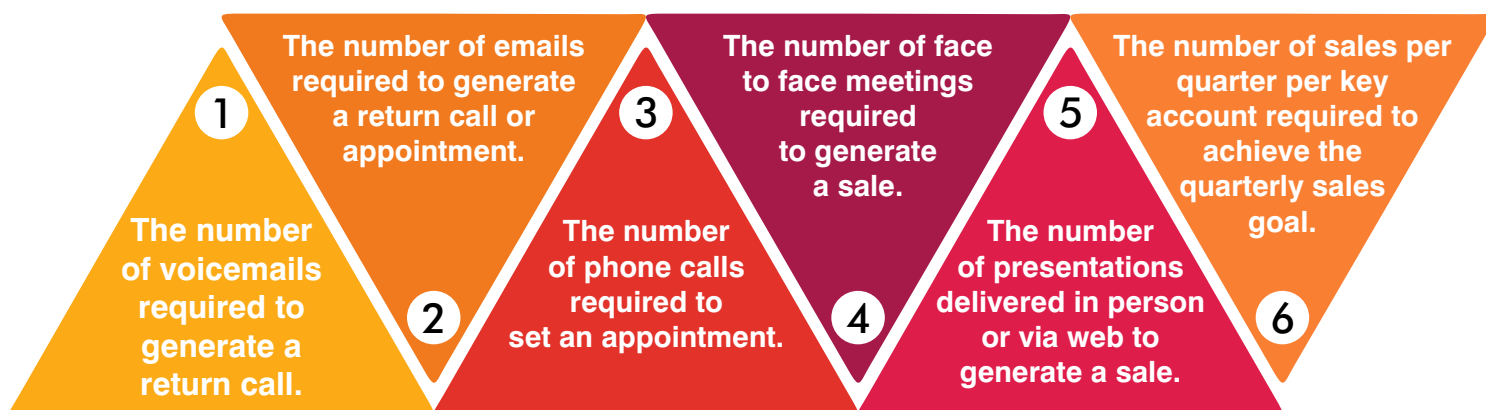 1
The number
of voicemails
required to
generate a
return call.
The number of emails
required to generate
a return call or
appointment.
2
3
The number
of phone calls
required to
set an appointment.
The number of face
to face meetings
required
to generate
a sale.
4
5
The number
of presentations
delivered in person
or via web to
generate a sale.
The number of sales per
quarter per key
account required to
achieve the
quarterly sales
goal.
6